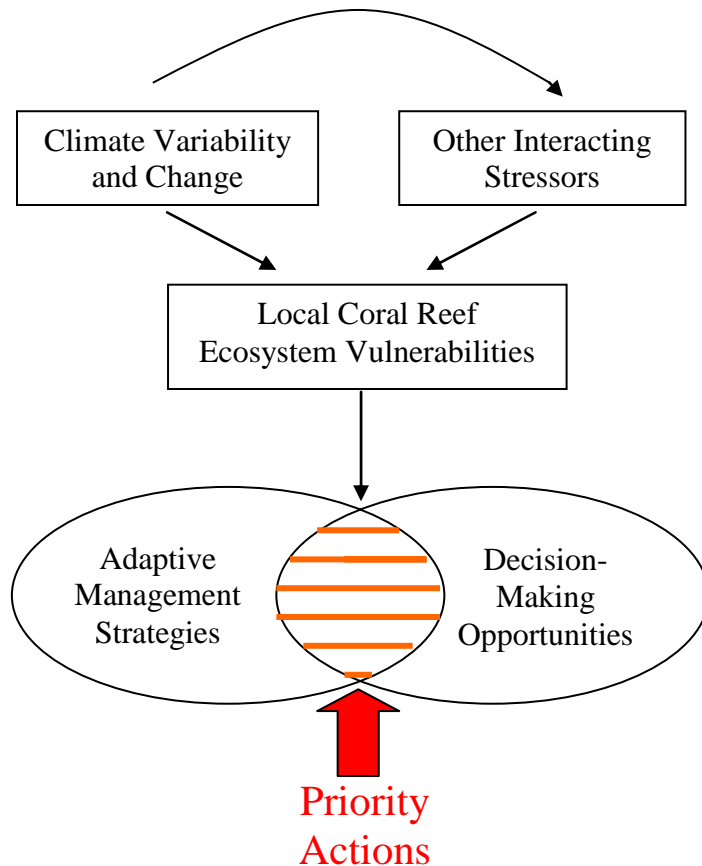 Climate Variability
and Change
Other Interacting
Stressors
Local Coral Reef
Ecosystem Vulnerabilities
Adaptive
Management
Strategies
Decision-
Making
Opportunities
Priority
Actions